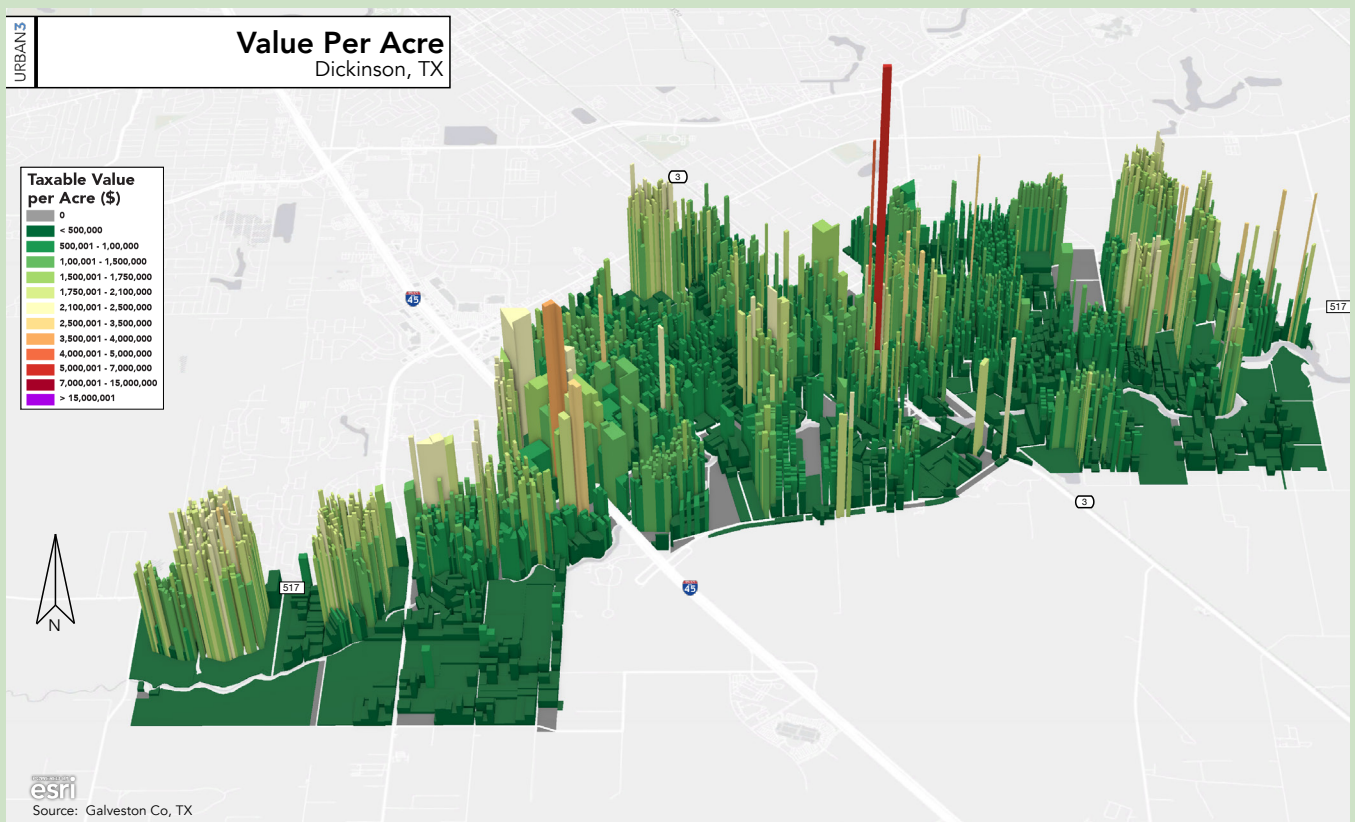 URBAN3
Value Per Acre
Dickinson, TX
Taxable Value
per Acre ($)
0
< 500,000
500,001 - 1,00,000
1,00,001 - 1,500,000
1,500,001 - 1,750,000
1,750,001 - 2,100,000
2,100,001 - 2,500,000
2,500,001 - 3,500,000
3,500,001 - 4,000,000
4,000,001 - 5,000,000
5,000,001 - 7,000,000
7,000,001 - 15,000,000
> 15,000,001
3
45
517
517
3
45
N
esri
Source: Galveston Co, TX